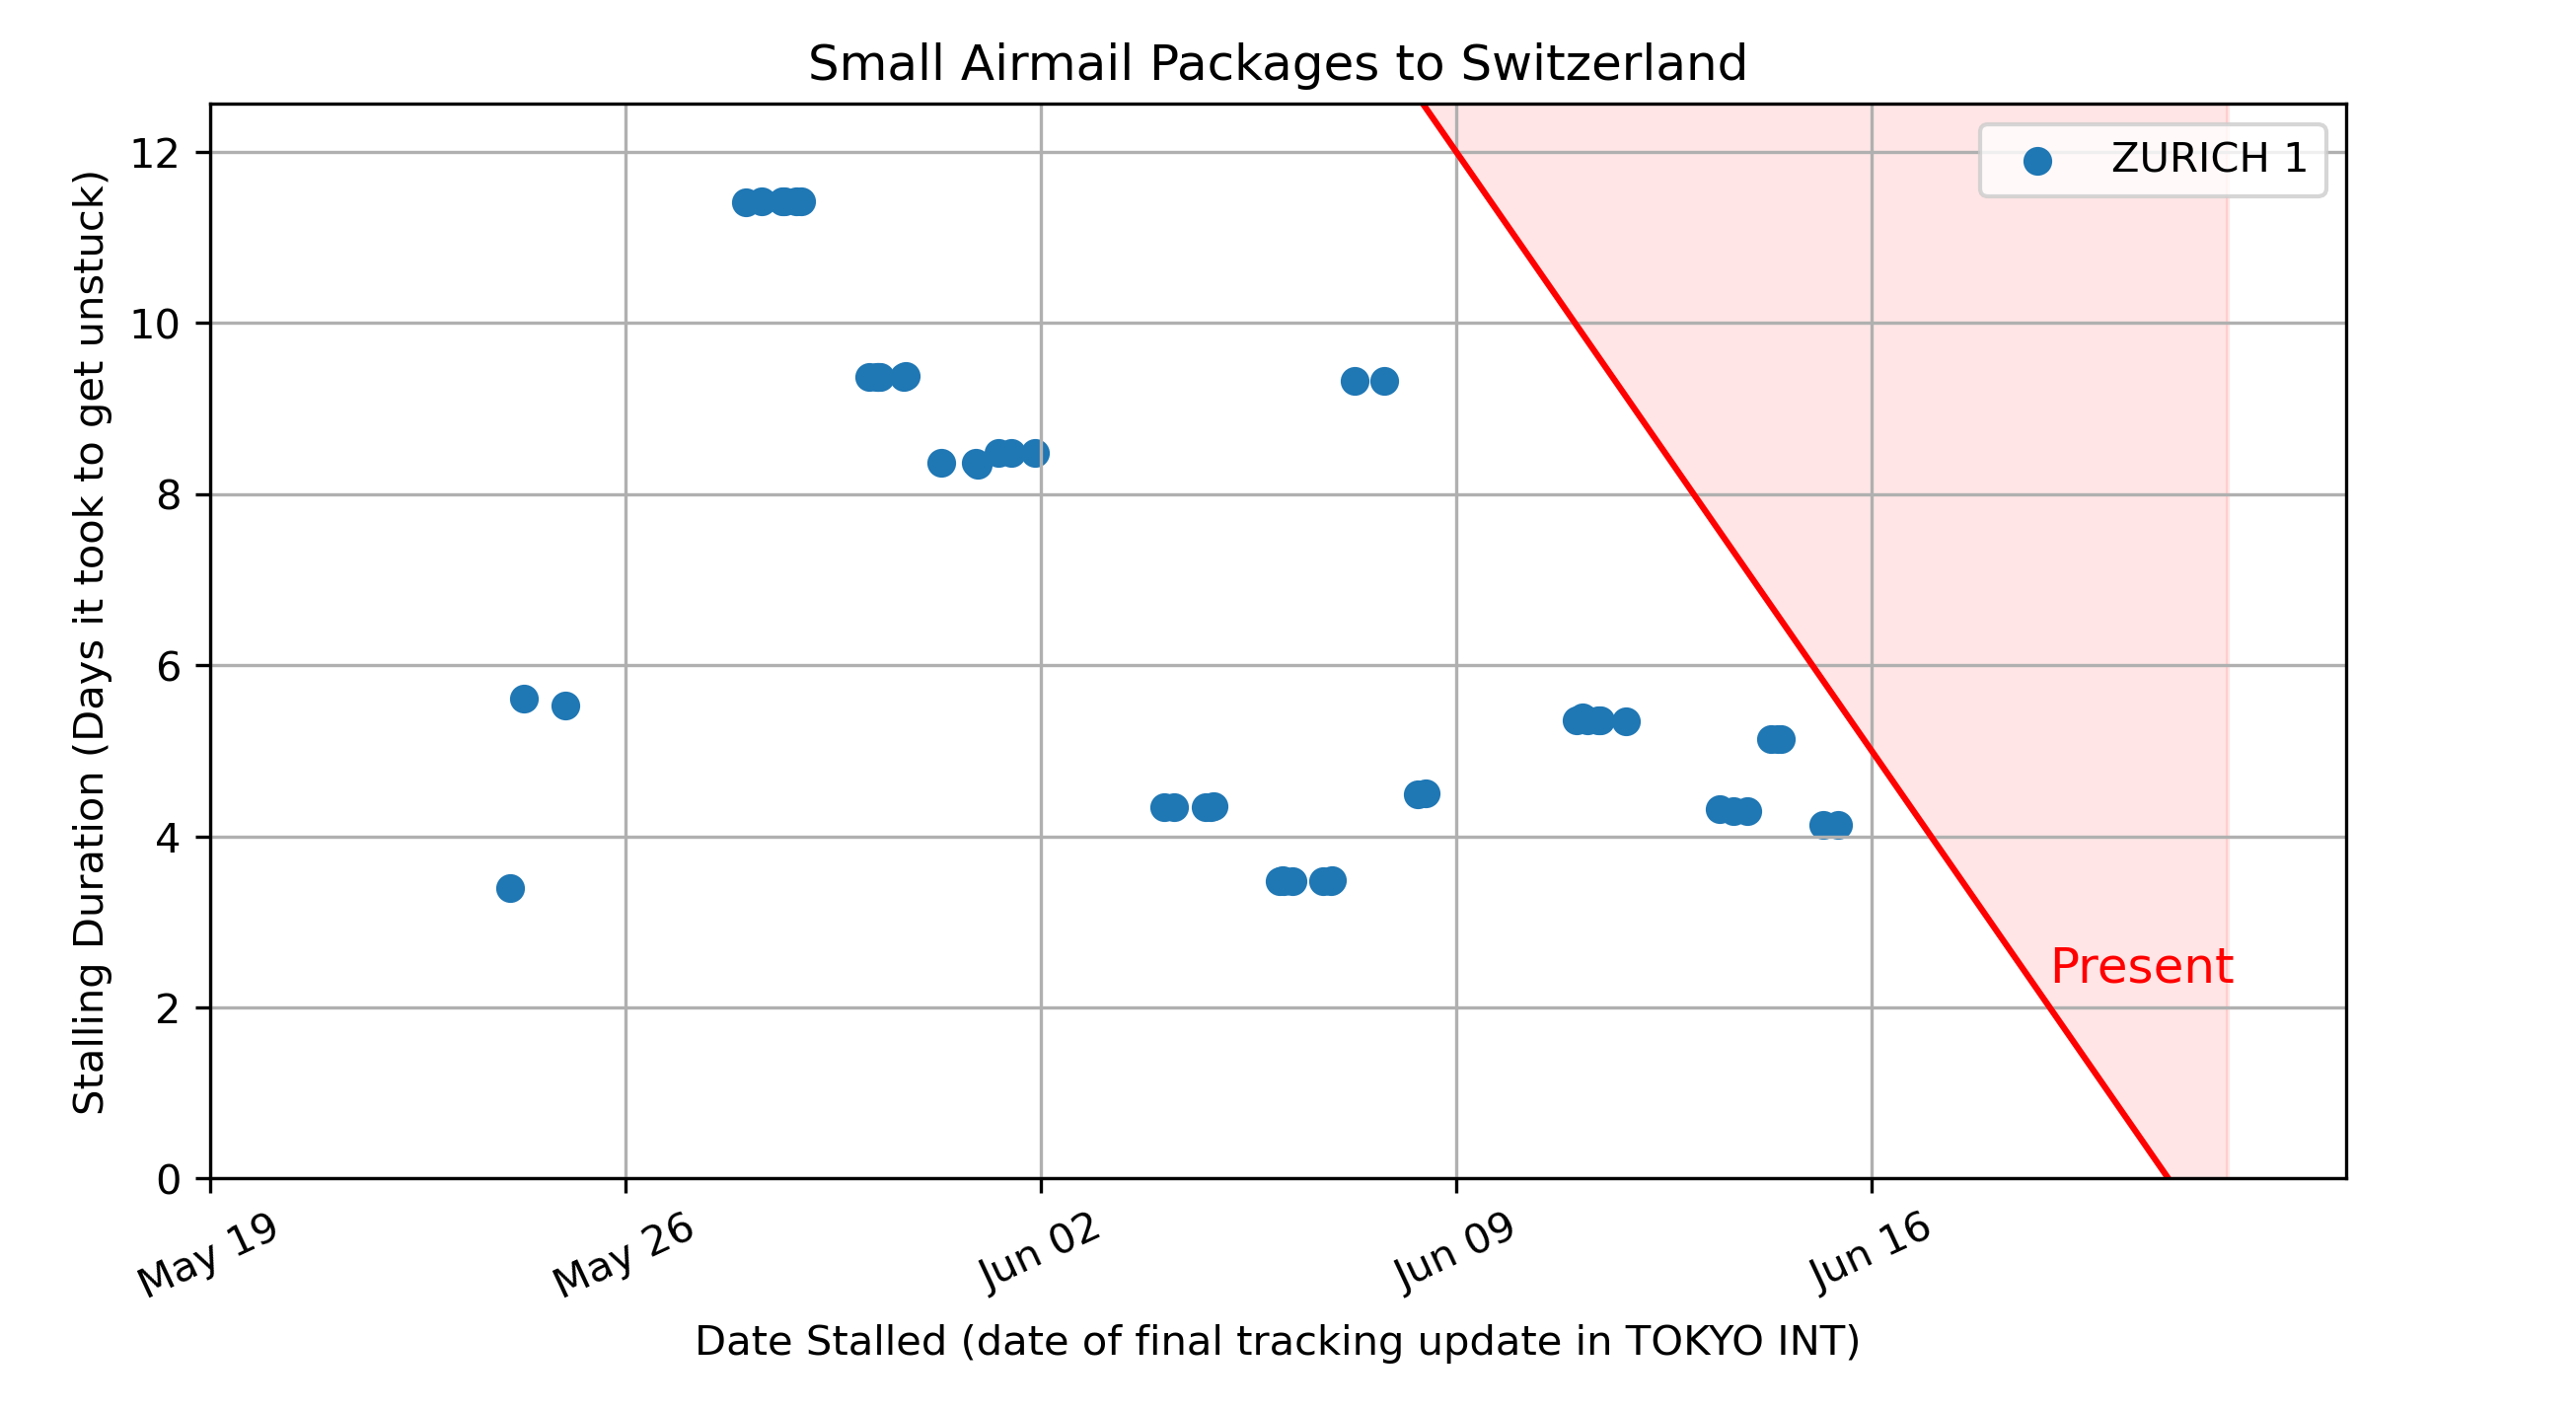 Small Airmail Packages to Switzerland
Stalling Duration (Days it took to get unstuck)
12
10
8
6
4
2
0
ZURICH 1
Present
May 19
May 26
Jun 02
Jun 09
Jun 16
Date Stalled (date of final tracking update in TOKYO INT)